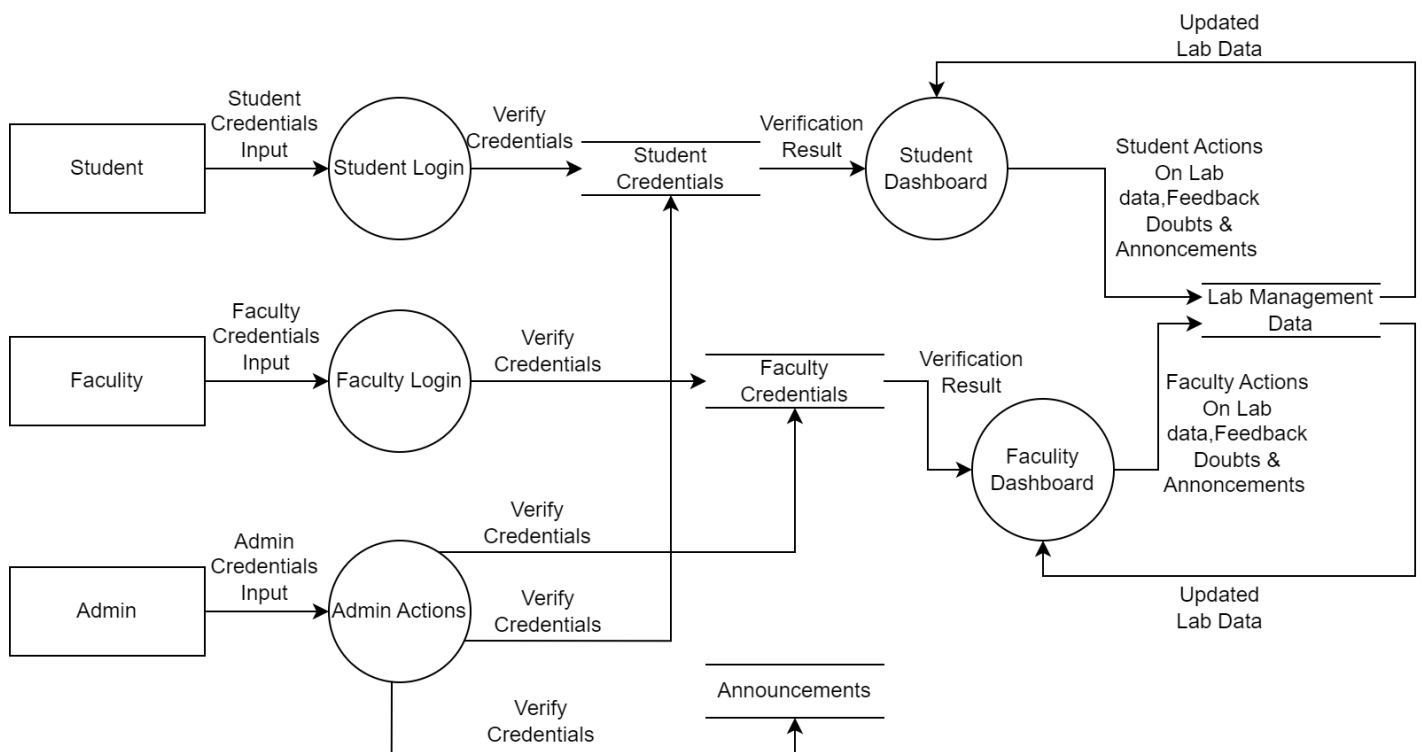 Updated
Lab Data
Student
Student
Credentials
Input
Student Login
Verify
Credentials
Student
Credentials
Verification
Result
Student
Dashboard
Student Actions
On Lab
data,Feedback
Doubts &
Annoncements
Lab Management
Data
Faculity
Faculty
Credentials
Input
Faculty Login
Verify
Credentials
Faculty
Credentials
Verification
Result
Faculity
Dashboard
Faculty Actions
On Lab
data,Feedback
Doubts &
Annoncements
Updated
Lab Data
Admin
Admin
Credentials
Input
Admin Actions
Verify
Credentials
Verify
Credentials
Verify
Credentials
Announcements